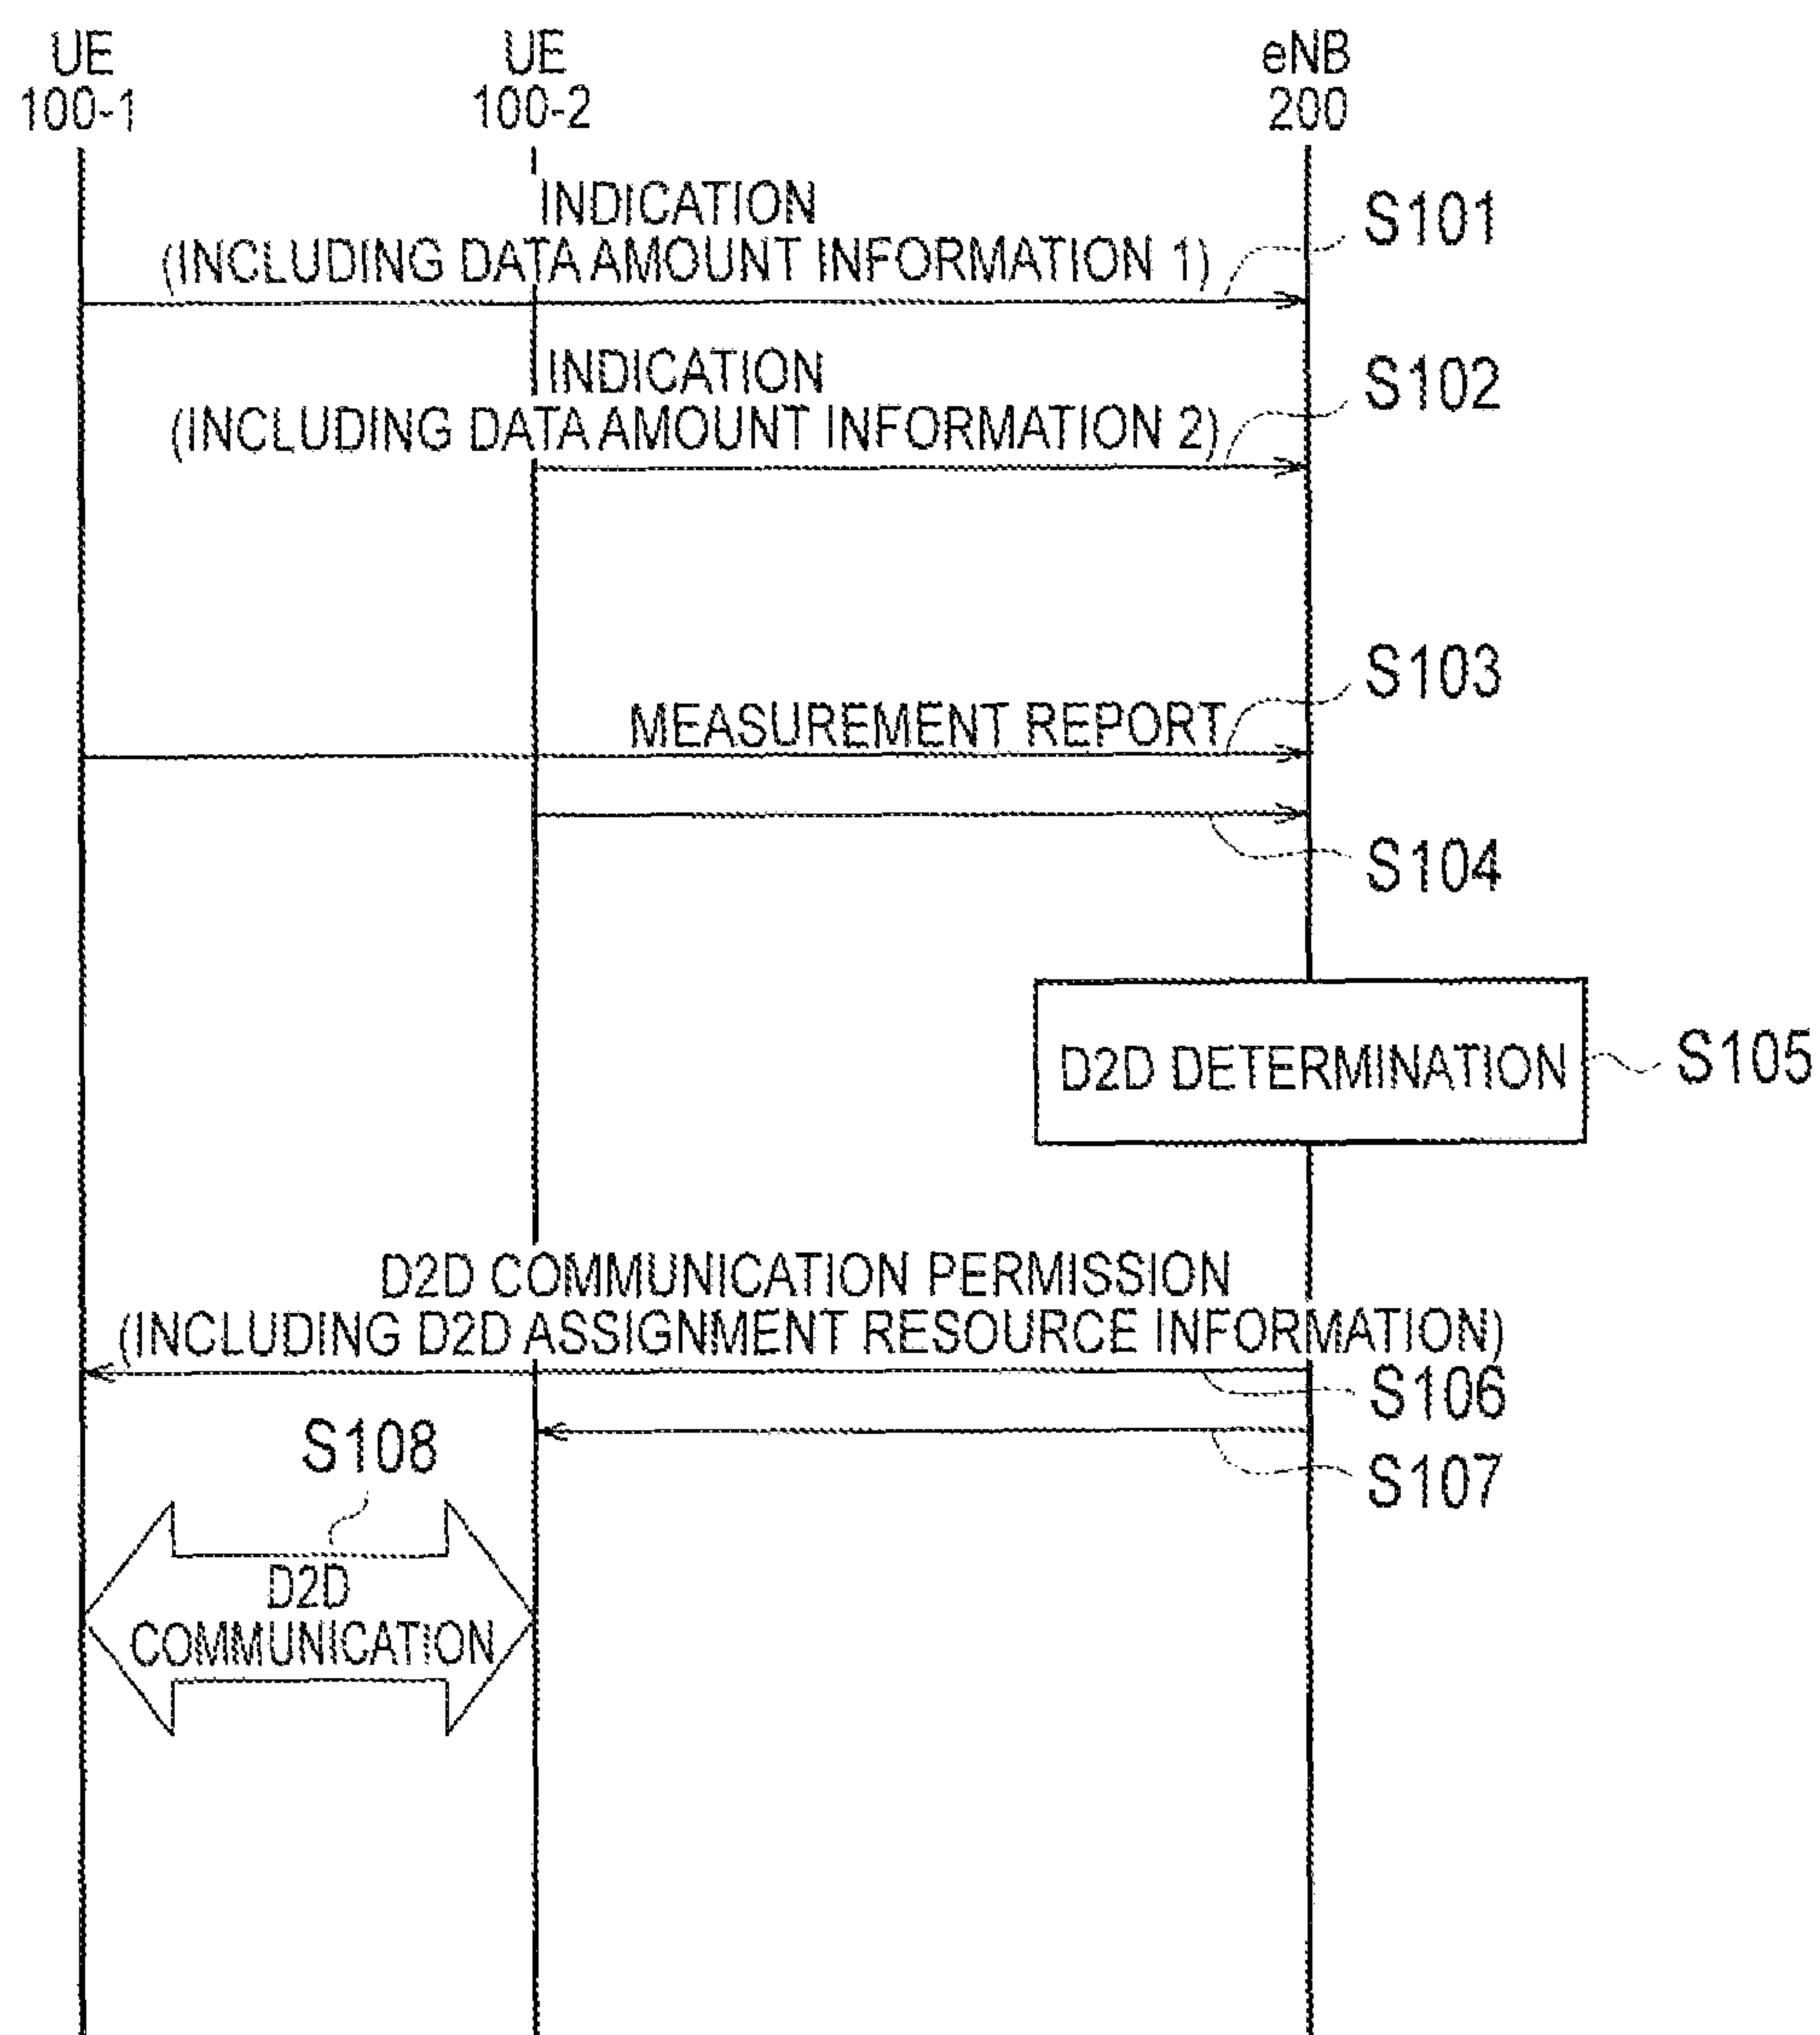 UE
100-1
UE
100-2
eNB
200
INDICATION
(INCLUDING DATA AMOUNT INFORMATION 1)
S101
INDICATION
(INCLUDING DATA AMOUNT INFORMATION 2)
S102
MEASUREMENT REPORT
S103
S104
D2D DETERMINATION
S105
D2D COMMUNICATION PERMISSION
(INCLUDING D2D ASSIGNMENT RESOURCE INFORMATION)
S106
S107
S108
D2D
COMMUNICATION